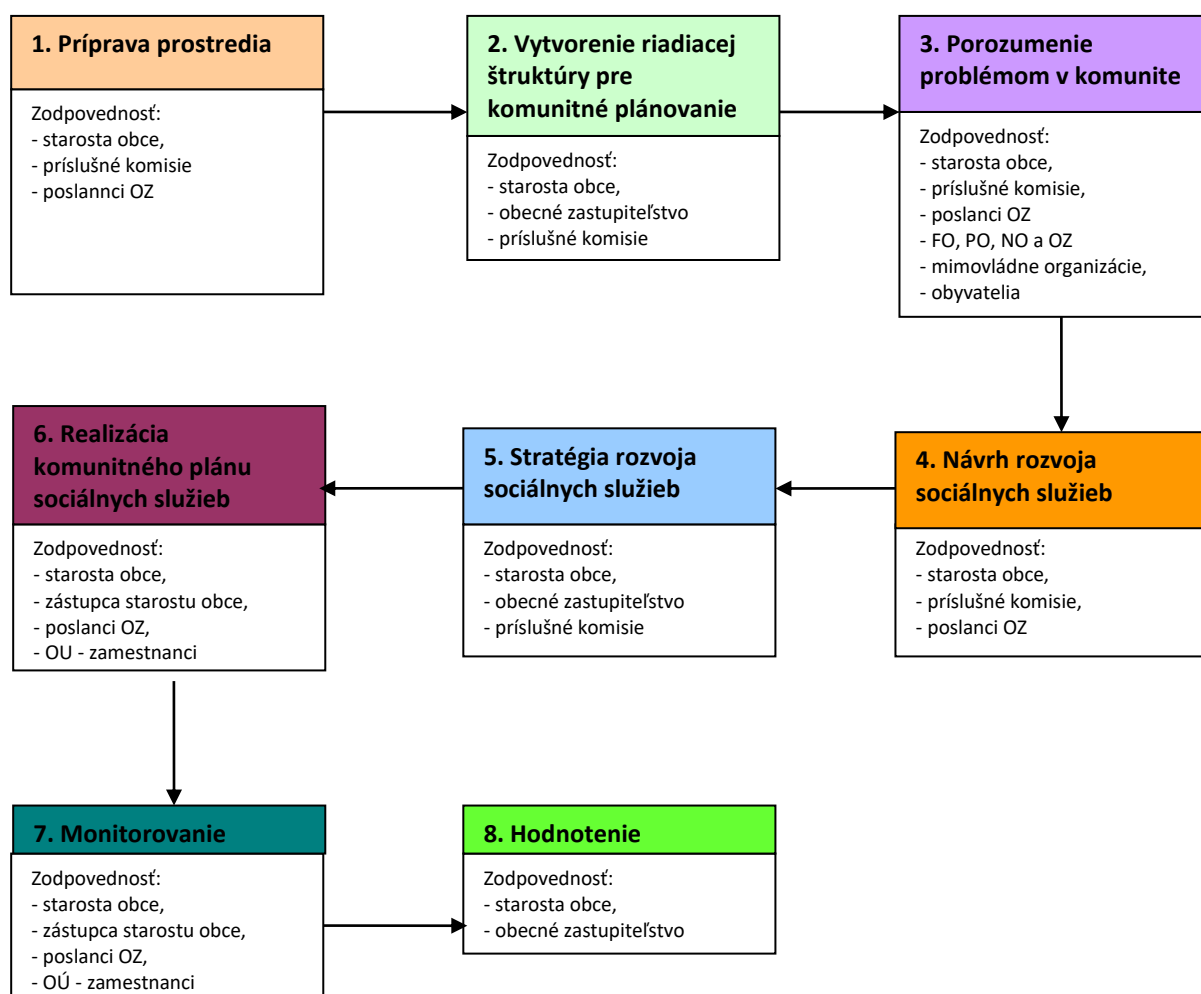 1. Príprava prostredia
Zodpovednosť:
- starosta obce,
- príslušné komisie
- poslannci OZ
2. Vytvorenie riadiacej
štruktúry pre
komunitné plánovanie
Zodpovednosť:
- starosta obce,
- obecné zastupiteľstvo
- príslušné komisie
3. Porozumenie
problémom v komunite
Zodpovednosť:
- starosta obce,
- príslušné komisie,
- poslanci OZ
- FO, PO, NO a OZ
- mimovládne organizácie,
- obyvatelia
4. Návrh rozvoja
sociálnych služieb
Zodpovednosť:
- starosta obce,
- príslušné komisie,
- poslanci OZ
5. Stratégia rozvoja
sociálnych služieb
Zodpovednosť:
- starosta obce,
- obecné zastupiteľstvo
- príslušné komisie
6. Realizácia
komunitného plánu
sociálnych služieb
Zodpovednosť:
- starosta obce,
- zástupca starostu obce,
- poslanci OZ,
- OU - zamestnanci
7. Monitorovanie
Zodpovednosť:
- starosta obce,
- zástupca starostu obce,
- poslanci OZ,
- OÚ - zamestnanci
8. Hodnotenie
Zodpovednosť:
- starosta obce,
- obecné zastupiteľstvo